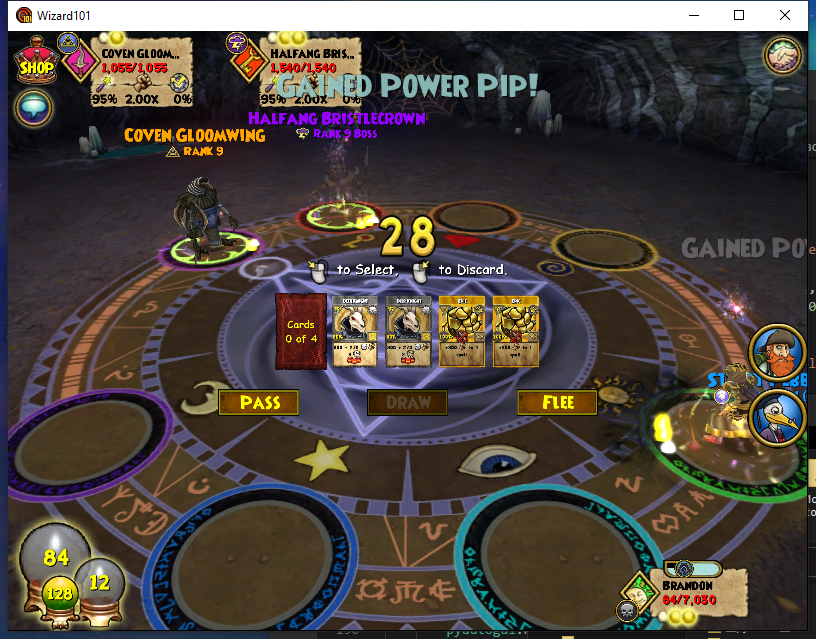 Wizard101
SHOP
COVEN GLOOM...
1,055/1,055
95% 2.00X 0%
HALFANG BRIS...
1,540/1,540
95% 2.00X 0%
GAINED POWER PIP!
HALFANG BRISTLECROWN
RANK 9 BOSS
COVEN GLOOMWING
RANK 9
28
GAINED PO
to Select, to Discard.
Cards
0 of 4
EPIC
EPIC
PASS
DRAW
FLEE
84
12
128
BRANDON
64/7,030